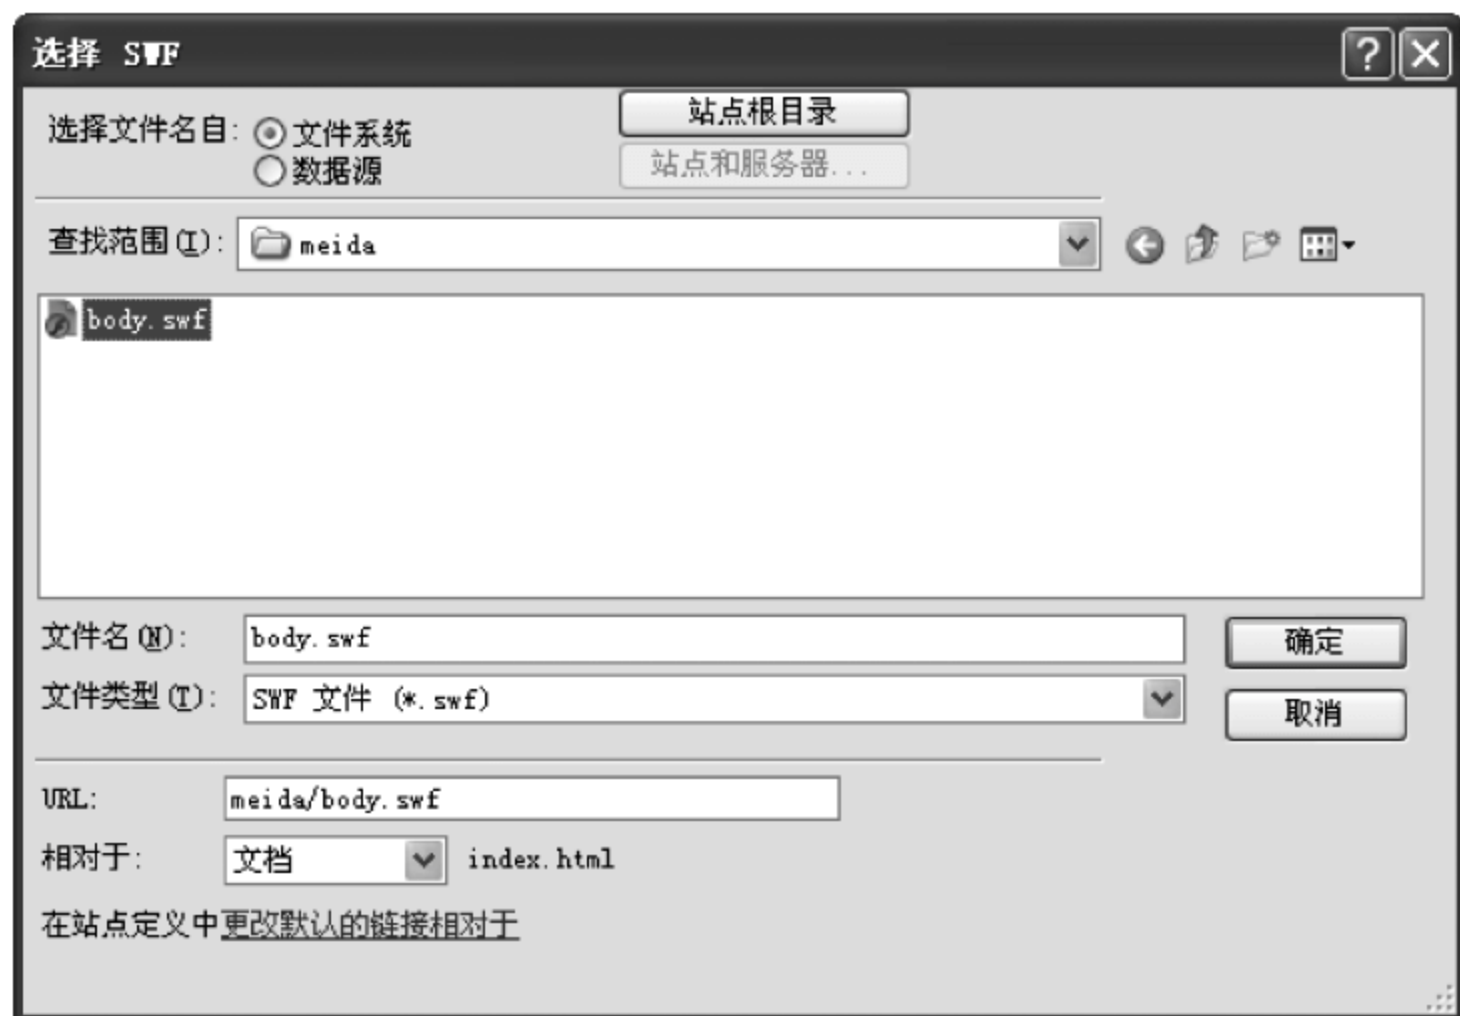 选择 SWF
选择文件名自: 文件系统
数据源
站点根目录
站点和服务器...
查找范围(I): meida
body.swf
文件名(N): body.swf
确定
文件类型(T): SWF 文件 (*.swf)
取消
URL: meida/body.swf
相对于: 文档 index.html
在站点定义中更改默认的链接相对于